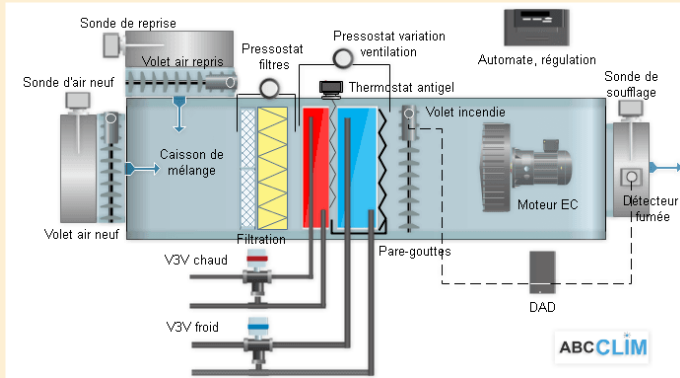 Sonde de reprise
Volet air repris
Sonde d'air neuf
Pressostat
filtres
Pressostat variation
ventilation
Thermostat antigel
Automate, régulation
Sonde de
soufflage
Volet incendie
Caisson de
mélange
Moteur EC
Détecteur
fumée
Volet air neuf
Filtration
Pare-gouttes
V3V chaud
V3V froid
DAD
ABC CLIM